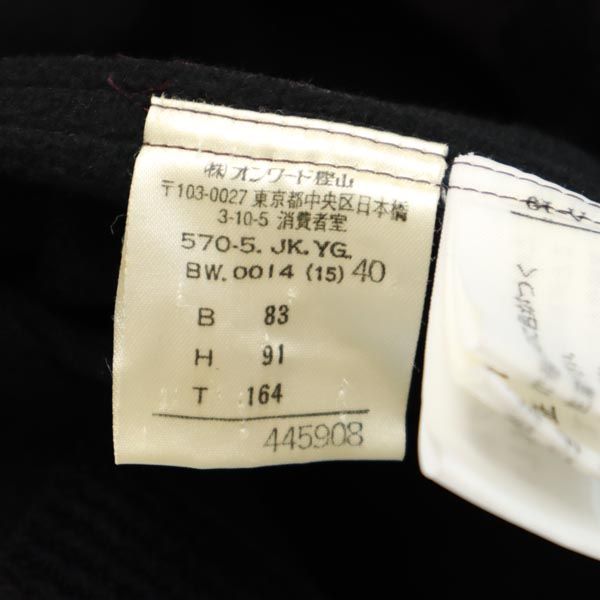 ㈱オンワード樫山
〒103-0027 東京都中央区日本橋
3-10-5 消費者室
570-5. JK. YG.
BW. 0014 (15) 40
B 83
H 91
T 164
445908